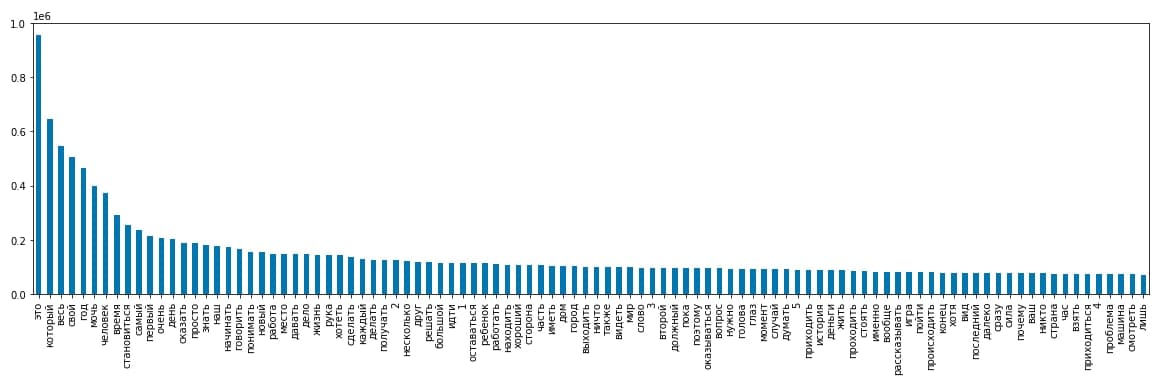 1e6
1.0
0.8
0.6
0.4
0.2
0.0
это
который
весь
свой
год
мочь
человек
время
становиться
самый
первый
очень
день
сказать
просто
знать
наш
начинать
говорить
понимать
новый
работа
место
давать
дело
жизнь
рука
хотеть
сделать
каждый
делать
получать
2
несколько
друг
решать
большой
идти
1
оставаться
ребенок
работать
находить
хороший
сторона
часть
иметь
дом
город
выходить
ничто
также
видеть
мир
слово
3
второй
должный
пока
поэтому
оказываться
вопрос
нужно
голова
глаз
момент
случай
думать
5
приходить
история
деньги
жить
проходить
стоять
именно
вообще
рассказывать
игра
пойти
происходить
конец
хотя
вид
последний
далеко
сразу
сила
почему
ваш
никто
страна
час
взять
приходиться
4
проблема
машина
смотреть
лишь